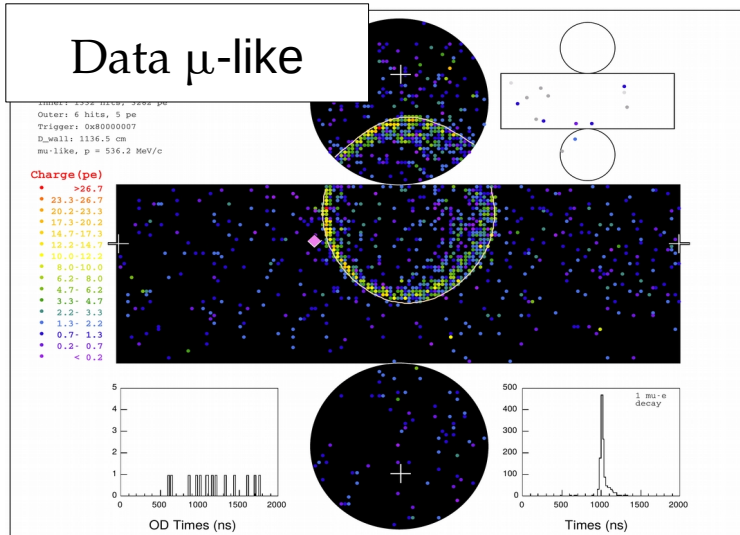 Data μ-like
Inner: 1332 hits, 3282 pe
Outer: 6 hits, 5 pe
Trigger: 0x80000007
D_wall: 1136.5 cm
mu-like, p = 536.2 MeV/c
Charge(pe)
>26.7
23.3-26.7
20.2-23.3
17.3-20.2
14.7-17.3
12.2-14.7
10.0-12.2
8.0-10.0
6.2- 8.0
4.7- 6.2
3.3- 4.7
2.2- 3.3
1.3- 2.2
0.7- 1.3
0.2- 0.7
< 0.2
5
4
3
2
1
0
0 500 1000 1500 2000
OD Times (ns)
500
400
300
200
100
0
1 mu-e
decay
0 500 1000 1500 2000
Times (ns)